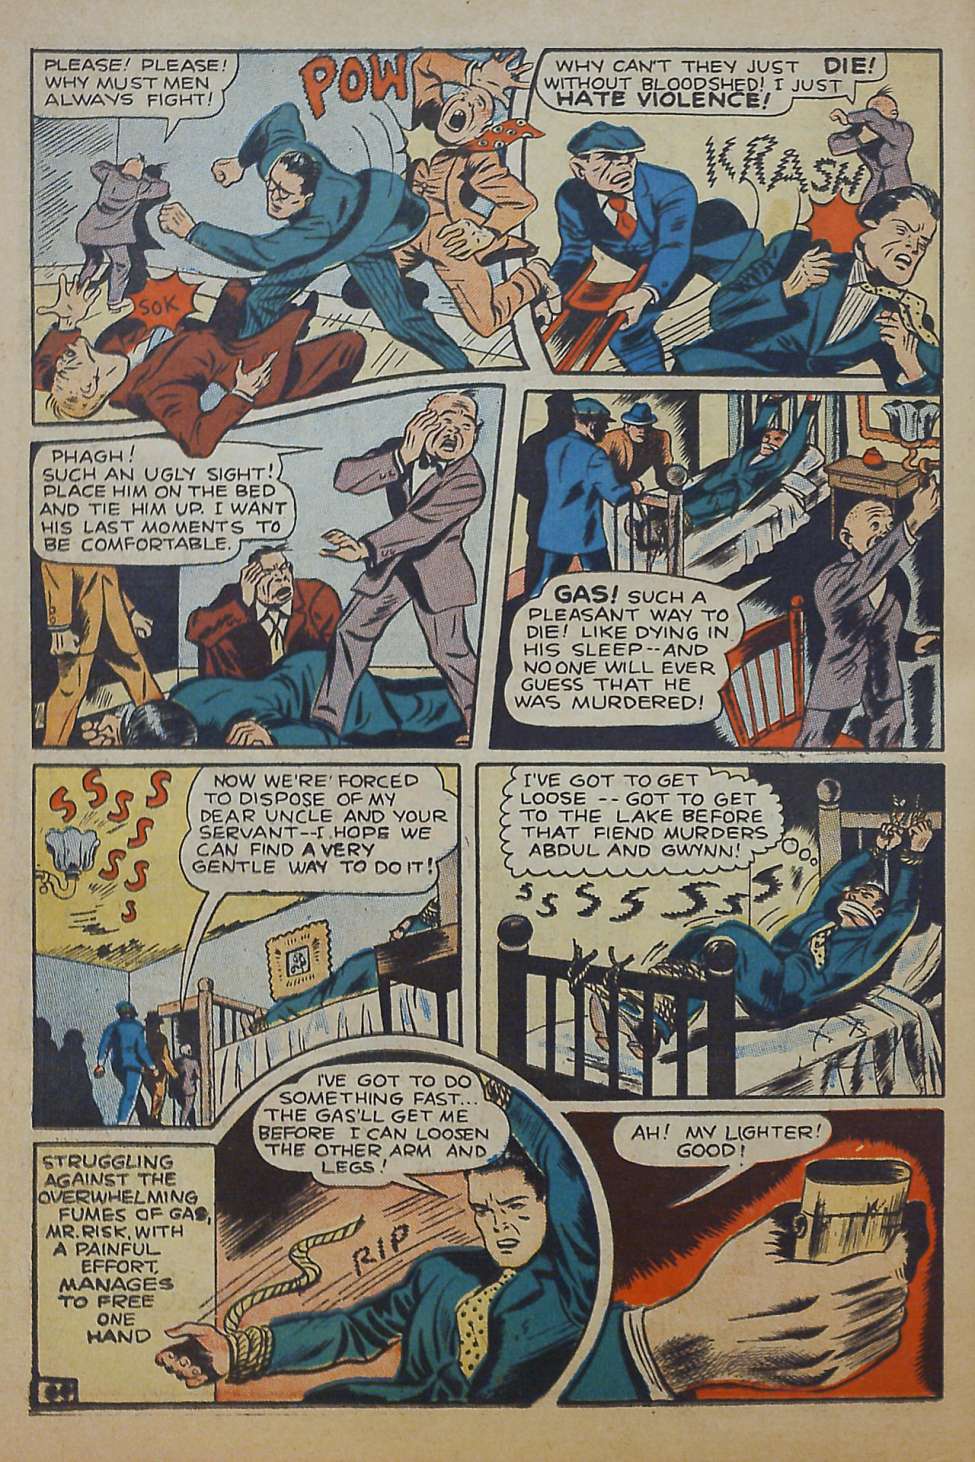 PLEASE! PLEASE!
WHY MUST MEN
ALWAYS FIGHT!
POW
SOK
WHY CAN'T THEY JUST DIE!
WITHOUT BLOODSHED! I JUST
HATE VIOLENCE!
KRASH
PHAGH!
SUCH AN UGLY SIGHT!
PLACE HIM ON THE BED
AND TIE HIM UP. I WANT
HIS LAST MOMENTS TO
BE COMFORTABLE.
GAS! SUCH A
PLEASANT WAY TO
DIE! LIKE DYING IN
HIS SLEEP--AND
NO ONE WILL EVER
GUESS THAT HE
WAS MURDERED!
S S S S S S S S
NOW WE'RE' FORCED
TO DISPOSE OF MY
DEAR UNCLE AND YOUR
SERVANT--I HOPE WE
CAN FIND A VERY
GENTLE WAY TO DO IT!
I'VE GOT TO GET
LOOSE -- GOT TO GET
TO THE LAKE BEFORE
THAT FIEND MURDERS
ABDUL AND GWYNN!
S S S S S S S
STRUGGLING
AGAINST THE
OVERWHELMING
FUMES OF GAS,
MR. RISK, WITH
A PAINFUL
EFFORT,
MANAGES
TO FREE
ONE
HAND
I'VE GOT TO DO
SOMETHING FAST...
THE GAS'LL GET ME
BEFORE I CAN LOOSEN
THE OTHER ARM AND
LEGS!
RIP
AH! MY LIGHTER!
GOOD!